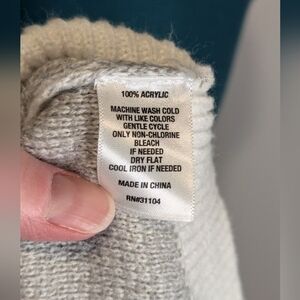 100% ACRYLIC
MACHINE WASH COLD
WITH LIKE COLORS
GENTLE CYCLE
ONLY NON-CHLORINE
BLEACH
IF NEEDED
DRY FLAT
COOL IRON IF NEEDED
MADE IN CHINA
RN#31104